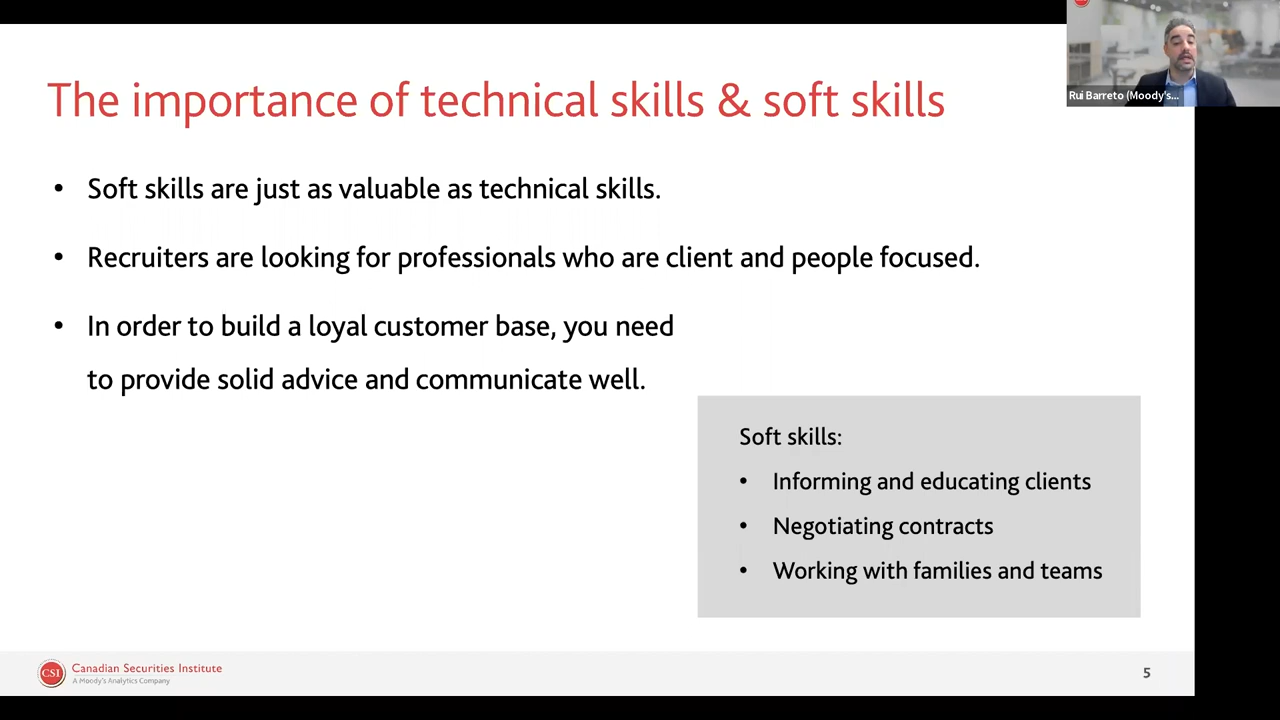 The importance of technical skills & soft skills
Rui Barreto (Moody's...
• Soft skills are just as valuable as technical skills.
• Recruiters are looking for professionals who are client and people focused.
• In order to build a loyal customer base, you need
to provide solid advice and communicate well.
Soft skills:
• Informing and educating clients
• Negotiating contracts
• Working with families and teams
CSI
Canadian Securities Institute
A Moody's Analytics Company
5